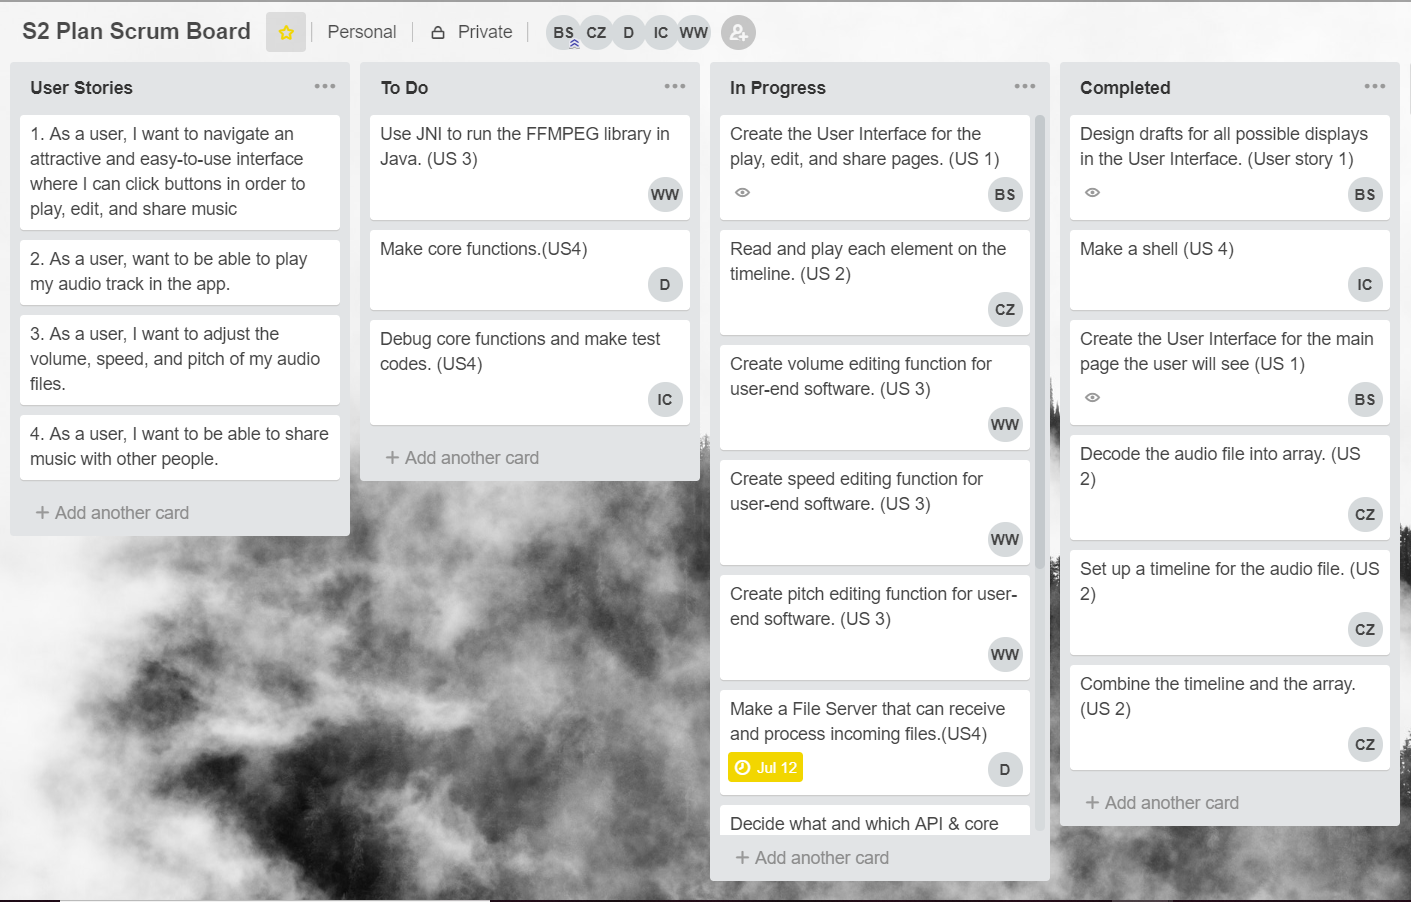 S2 Plan Scrum Board
Personal
Private
BS CZ D IC WW
User Stories
1. As a user, I want to navigate an
attractive and easy-to-use interface
where I can click buttons in order to
play, edit, and share music
2. As a user, want to be able to play
my audio track in the app.
3. As a user, I want to adjust the
volume, speed, and pitch of my audio
files.
4. As a user, I want to be able to share
music with other people.
+ Add another card
To Do
Use JNI to run the FFMPEG library in
Java. (US 3)
WW
Make core functions.(US4)
D
Debug core functions and make test
codes. (US4)
IC
+ Add another card
In Progress
Create the User Interface for the
play, edit, and share pages. (US 1)
BS
Read and play each element on the
timeline. (US 2)
CZ
Create volume editing function for
user-end software. (US 3)
WW
Create speed editing function for
user-end software. (US 3)
WW
Create pitch editing function for user-
end software. (US 3)
WW
Make a File Server that can receive
and process incoming files.(US4)
Jul 12
D
Decide what and which API & core
+ Add another card
Completed
Design drafts for all possible displays
in the User Interface. (User story 1)
BS
Make a shell (US 4)
IC
Create the User Interface for the main
page the user will see (US 1)
BS
Decode the audio file into array. (US
2)
CZ
Set up a timeline for the audio file. (US
2)
CZ
Combine the timeline and the array.
(US 2)
CZ
+ Add another card